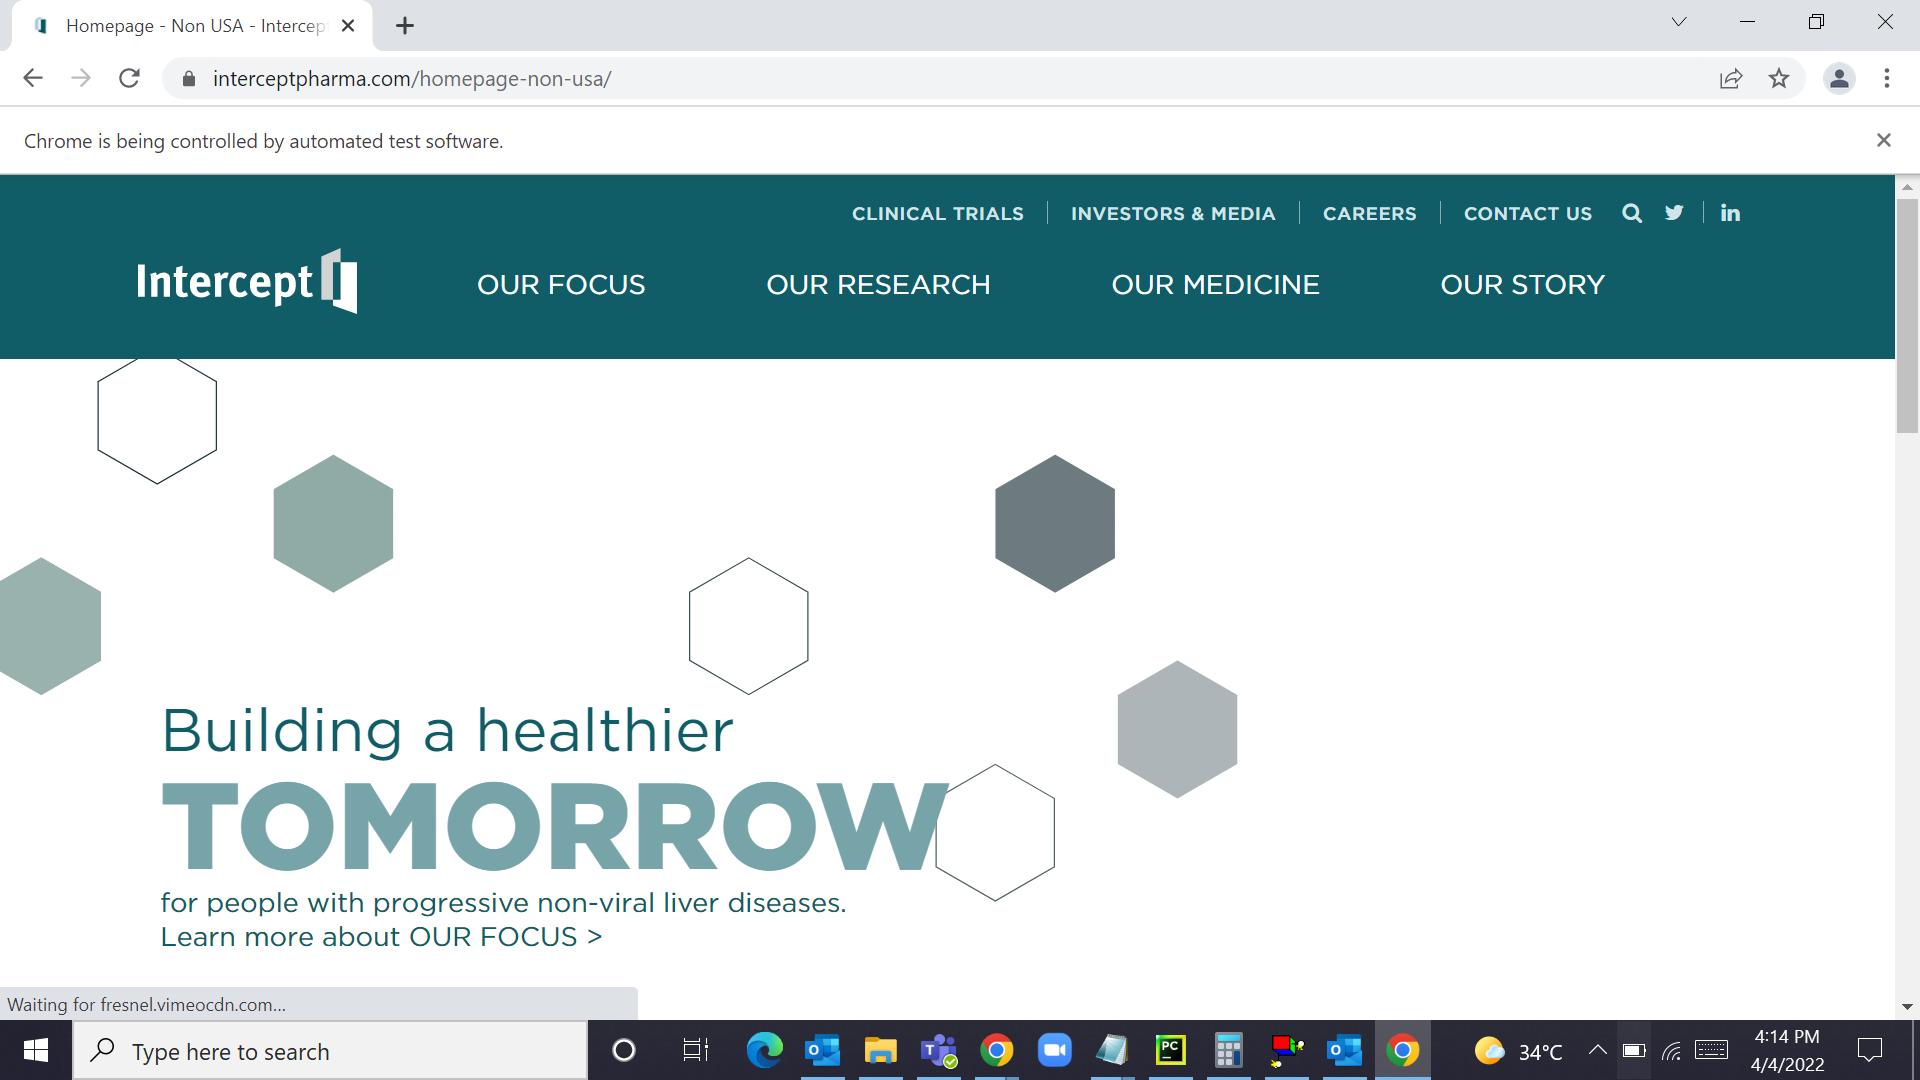 Homepage - Non USA - Intercep
interceptpharma.com/homepage-non-usa/
Chrome is being controlled by automated test software.
CLINICAL TRIALS
INVESTORS & MEDIA
CAREERS
CONTACT US
in
Intercept
OUR FOCUS
OUR RESEARCH
OUR MEDICINE
OUR STORY
Building a healthier
TOMORROW
for people with progressive non-viral liver diseases.
Learn more about OUR FOCUS >
Waiting for fresnel.vimeocdn.com...
Type here to search
PC
34°C
4:14 PM
4/4/2022